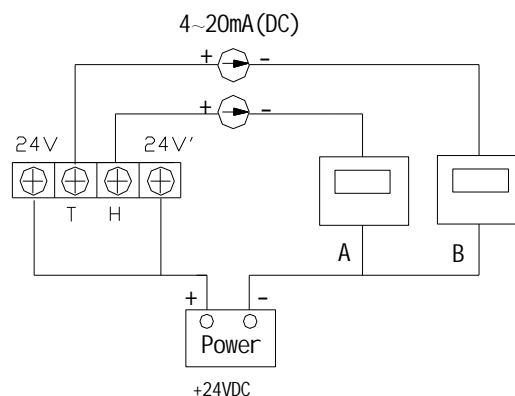 4~20mA(DC)
+ -
+ -
24V 24V'
T H
A B
+ -
Power
+24VDC